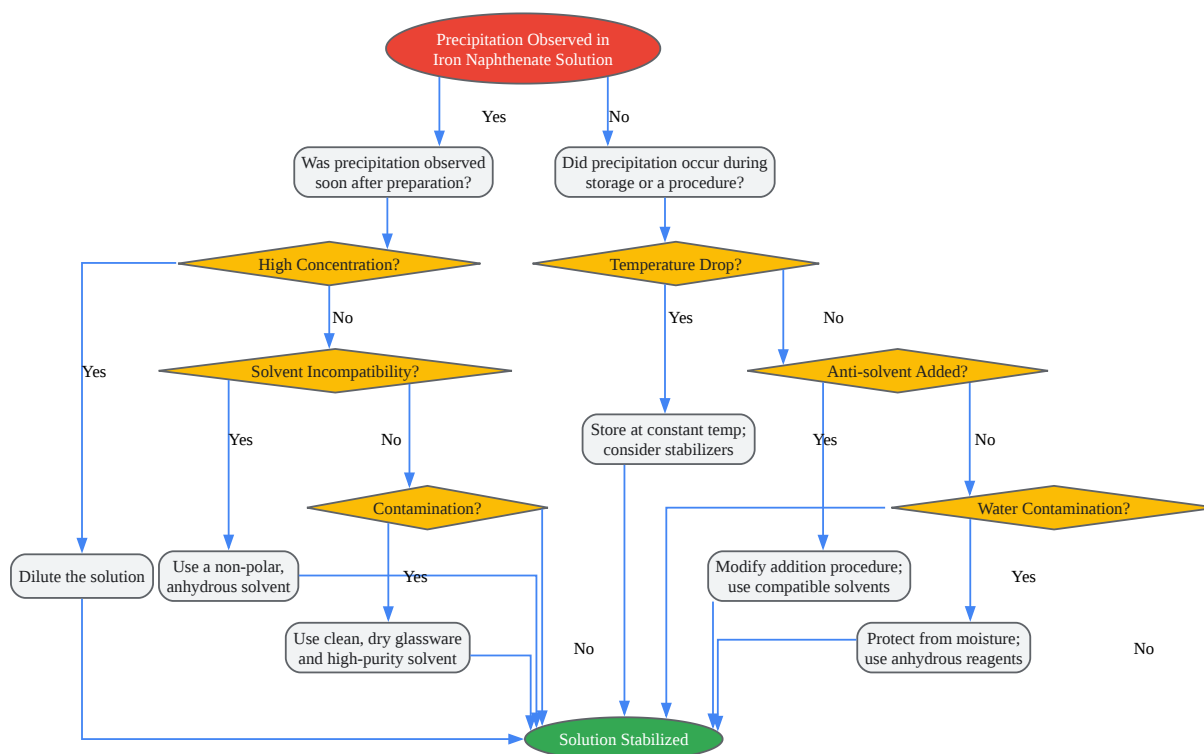 Precipitation Observed in
Iron Naphthenate Solution
Yes
No
Was precipitation observed
soon after preparation?
Did precipitation occur during
storage or a procedure?
High Concentration?
Temperature Drop?
No
Yes
No
Solvent Incompatibility?
Anti-solvent Added?
Yes
Yes
No
Store at constant temp;
consider stabilizers
Yes
No
Contamination?
Water Contamination?
Dilute the solution
Use a non-polar,
anhydrous solvent
Yes
Modify addition procedure;
use compatible solvents
Yes
Use clean, dry glassware
and high-purity solvent
No
Protect from moisture;
use anhydrous reagents
No
Solution Stabilized